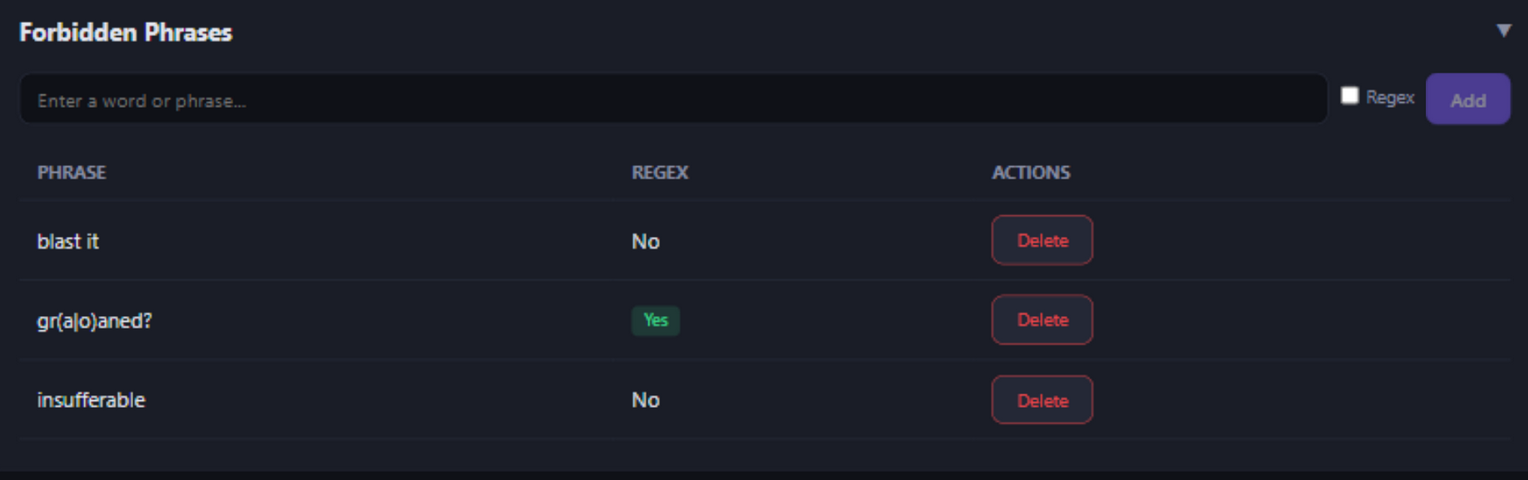 Forbidden Phrases ▼
Enter a word or phrase... Regex Add
PHRASE REGEX ACTIONS
blast it No Delete
gr(a|o)aned? Yes Delete
insufferable No Delete